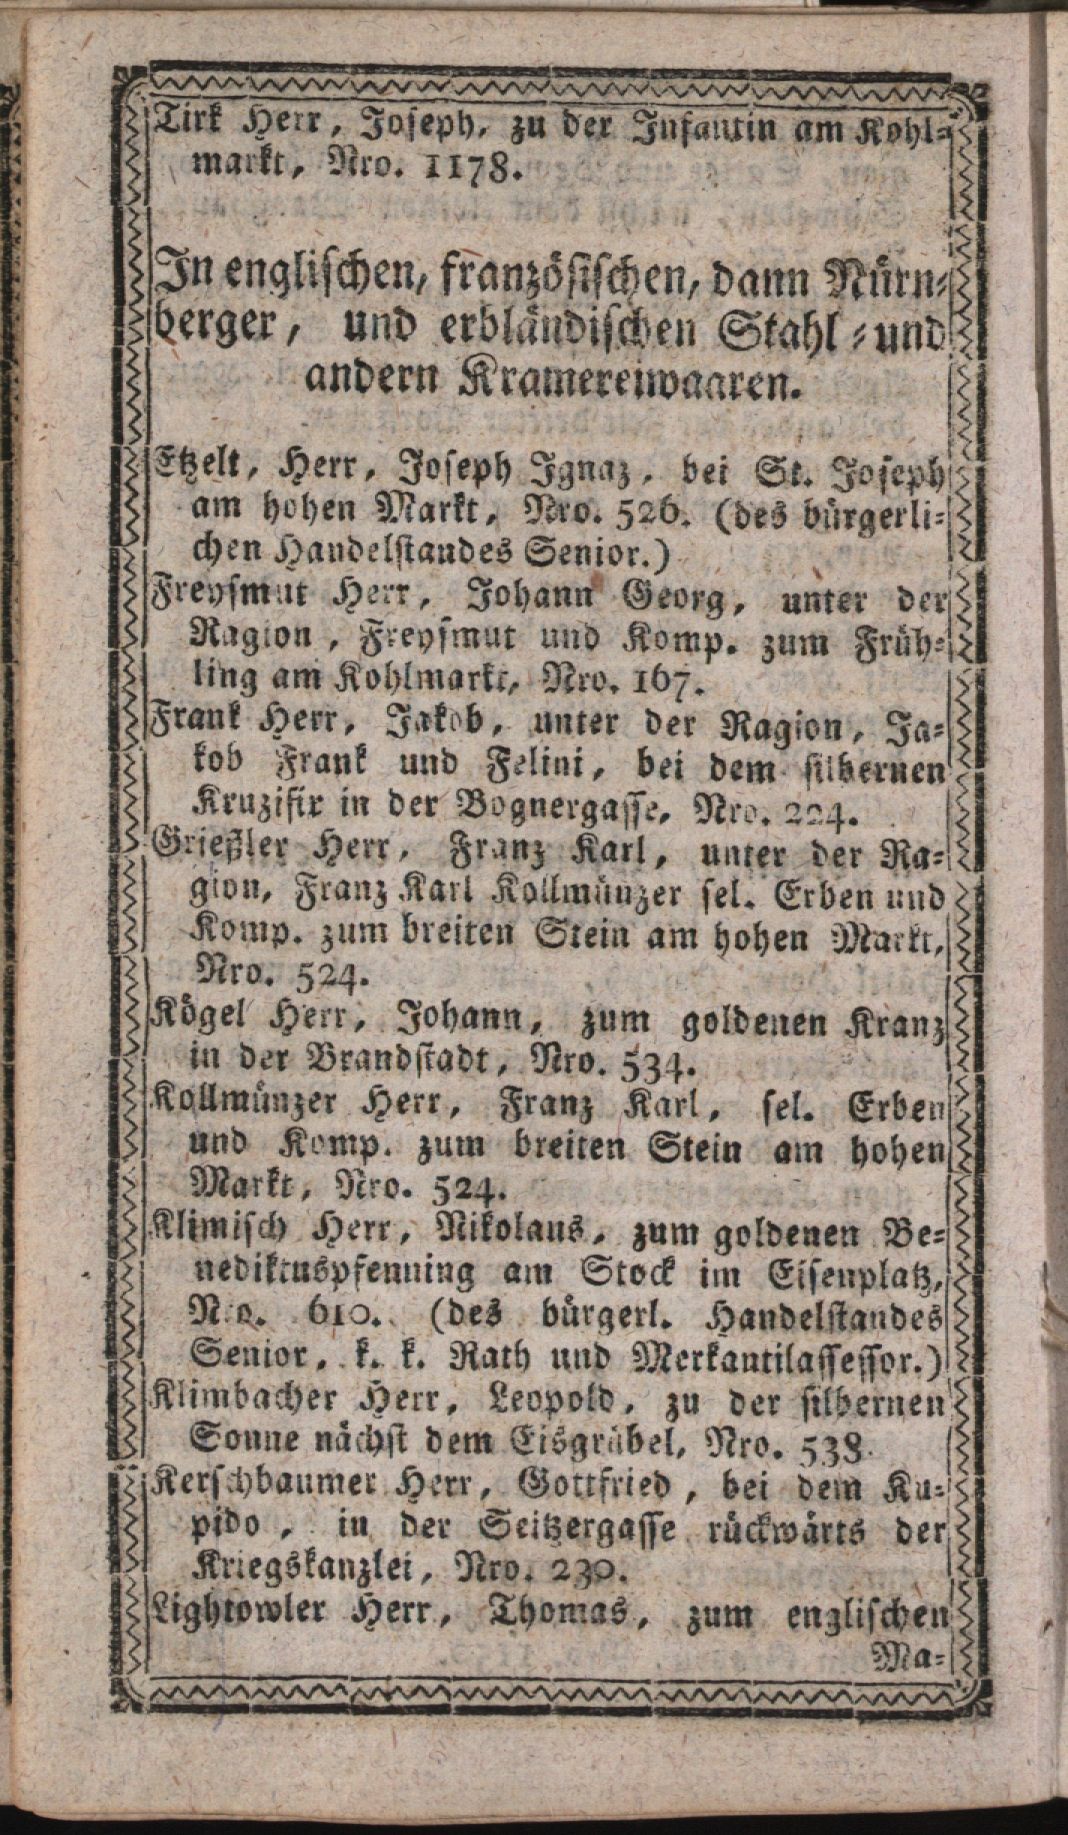 Tirk Herr, Joseph, zu der Infantin am Kohl-
markt, Nro. 1178.
In englischen, französischen, dann Nürn-
berger, und erbländischen Stahl- und
andern Kramereiwaaren.
Etzelt, Herr, Joseph Ignaz, bei St. Joseph
am hohen Markt, Nro. 526. (des bürgerli-
chen Handelstandes Senior.)
Freysmut Herr, Johann Georg, unter der
Ragion, Freysmut und Komp. zum Früh-
ling am Kohlmarkt, Nro. 167.
Frank Herr, Jakob, unter der Ragion, Ja-
kob Frank und Felini, bei dem silbernen
Kruzifix in der Bognergasse, Nro. 224.
Grießler Herr, Franz Karl, unter der Ra-
gion, Franz Karl Kollmünzer sel. Erben und
Komp. zum breiten Stein am hohen Markt,
Nro. 524.
Kögel Herr, Johann, zum goldenen Kranz
in der Brandstadt, Nro. 534.
Kollmünzer Herr, Franz Karl, sel. Erben
und Komp. zum breiten Stein am hohen
Markt, Nro. 524.
Klimisch Herr, Nikolaus, zum goldenen Be-
nediktuspfenning am Stock im Eisenplatz,
Nro. 610. (des bürgerl. Handelstandes
Senior, k. k. Rath und Merkantilassessor.)
Klimbacher Herr, Leopold, zu der silbernen
Sonne nächst dem Eisgrübel, Nro. 538.
Kerschbaumer Herr, Gottfried, bei dem Ku-
pido, in der Seitzergasse rückwärts der
Kriegskanzlei, Nro. 230.
Lightowler Herr, Thomas, zum englischen
Ma-